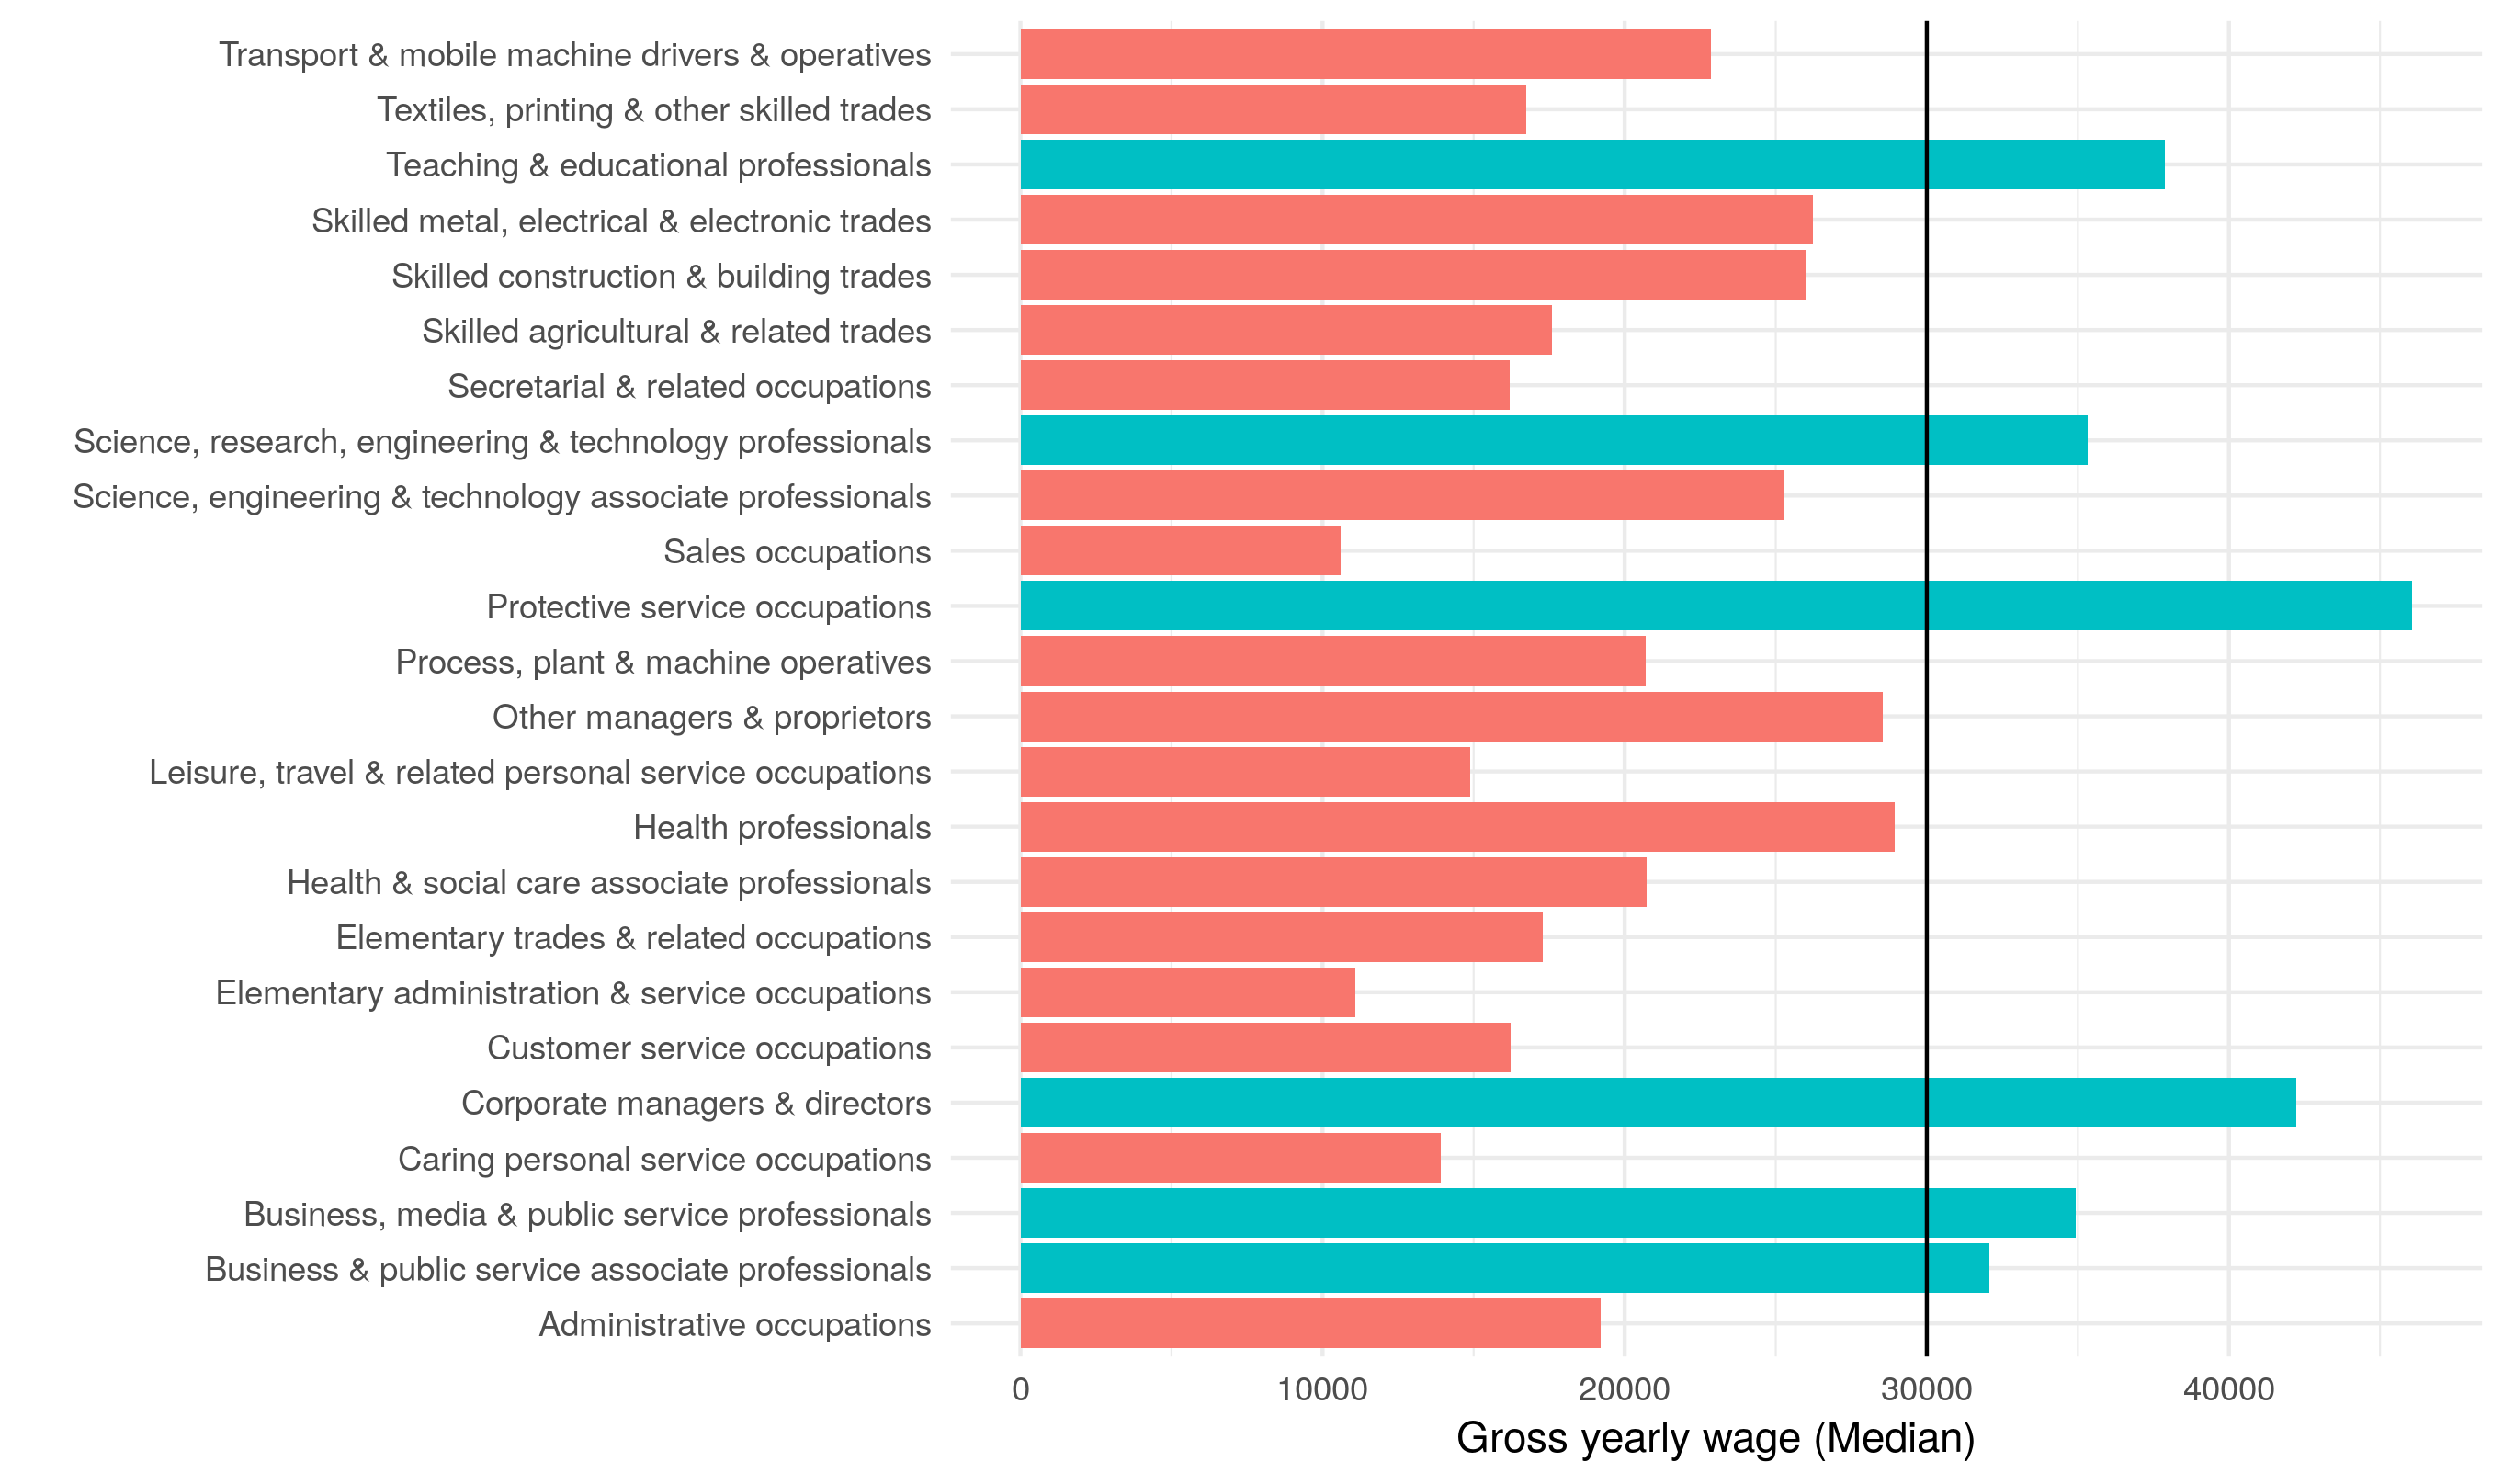 Transport & mobile machine drivers & operatives
Textiles, printing & other skilled trades
Teaching & educational professionals
Skilled metal, electrical & electronic trades
Skilled construction & building trades
Skilled agricultural & related trades
Secretarial & related occupations
Science, research, engineering & technology professionals
Science, engineering & technology associate professionals
Sales occupations
Protective service occupations
Process, plant & machine operatives
Other managers & proprietors
Leisure, travel & related personal service occupations
Health professionals
Health & social care associate professionals
Elementary trades & related occupations
Elementary administration & service occupations
Customer service occupations
Corporate managers & directors
Caring personal service occupations
Business, media & public service professionals
Business & public service associate professionals
Administrative occupations
0 10000 20000 30000 40000
Gross yearly wage (Median)